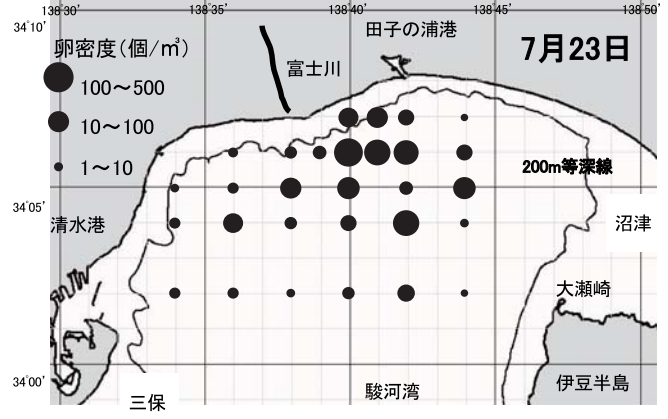 138°30' 138°35' 138°40' 138°45' 138°50'
34°10'
田子の浦港
7月23日
卵密度(個/㎥)
富士川
100～500
10～100
1～10
200m等深線
34°05'
清水港
沼津
大瀬崎
34°00'
伊豆半島
三保
駿河湾